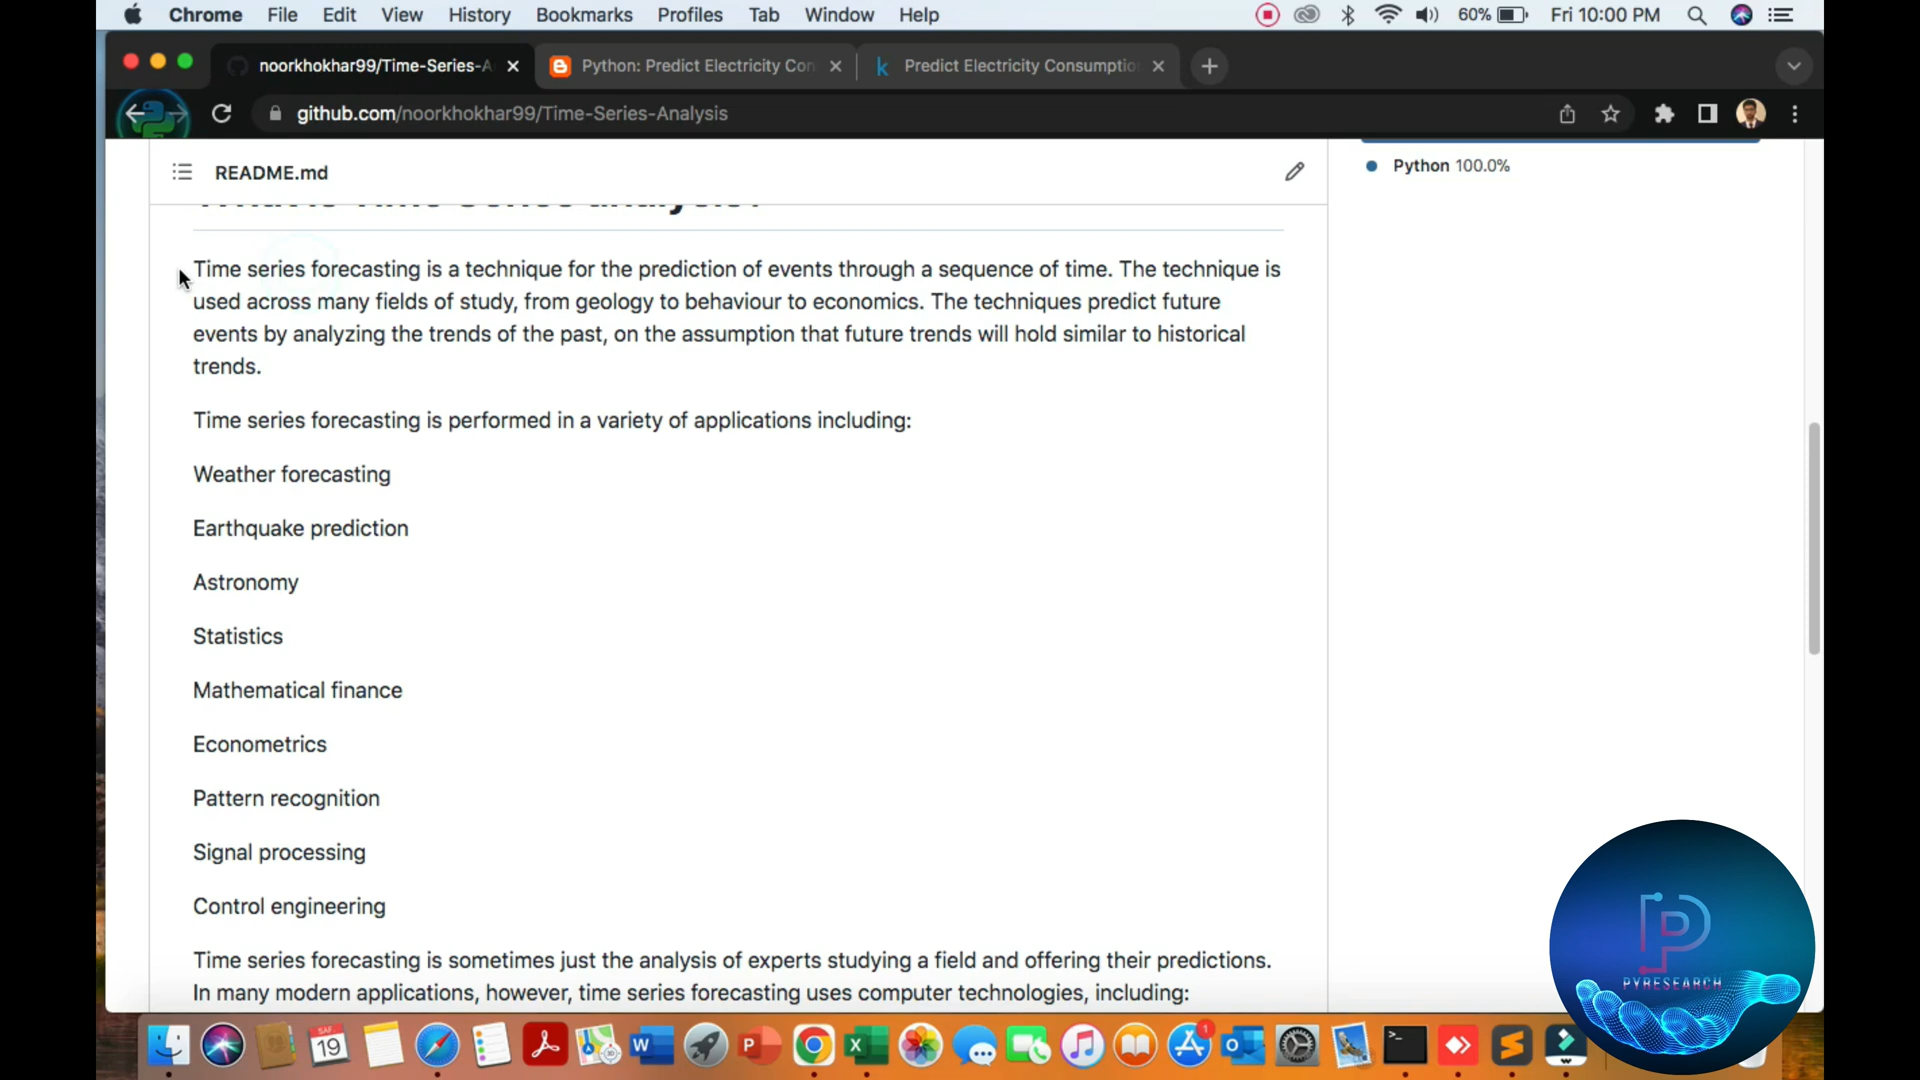 Chrome File Edit View History Bookmarks Profiles Tab Window Help 60% Fri 10:00 PM
noorkhokhar99/Time-Series-A Python: Predict Electricity Con Predict Electricity Consumptio
github.com/noorkhokhar99/Time-Series-Analysis
README.md
Python 100.0%
What is Time Series analysis?
Time series forecasting is a technique for the prediction of events through a sequence of time. The technique is
used across many fields of study, from geology to behaviour to economics. The techniques predict future
events by analyzing the trends of the past, on the assumption that future trends will hold similar to historical
trends.
Time series forecasting is performed in a variety of applications including:
Weather forecasting
Earthquake prediction
Astronomy
Statistics
Mathematical finance
Econometrics
Pattern recognition
Signal processing
Control engineering
Time series forecasting is sometimes just the analysis of experts studying a field and offering their predictions.
In many modern applications, however, time series forecasting uses computer technologies, including:
PYRESEARCH
19
1